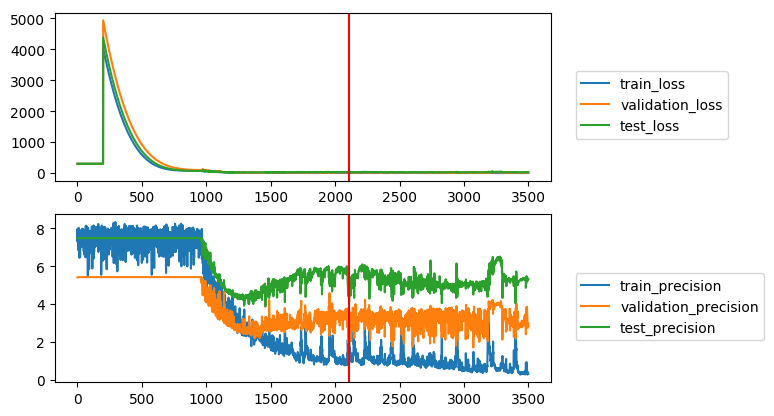 5000
4000
3000
2000
1000
0
0 500 1000 1500 2000 2500 3000 3500
train_loss
validation_loss
test_loss
8
6
4
2
0
0 500 1000 1500 2000 2500 3000 3500
train_precision
validation_precision
test_precision